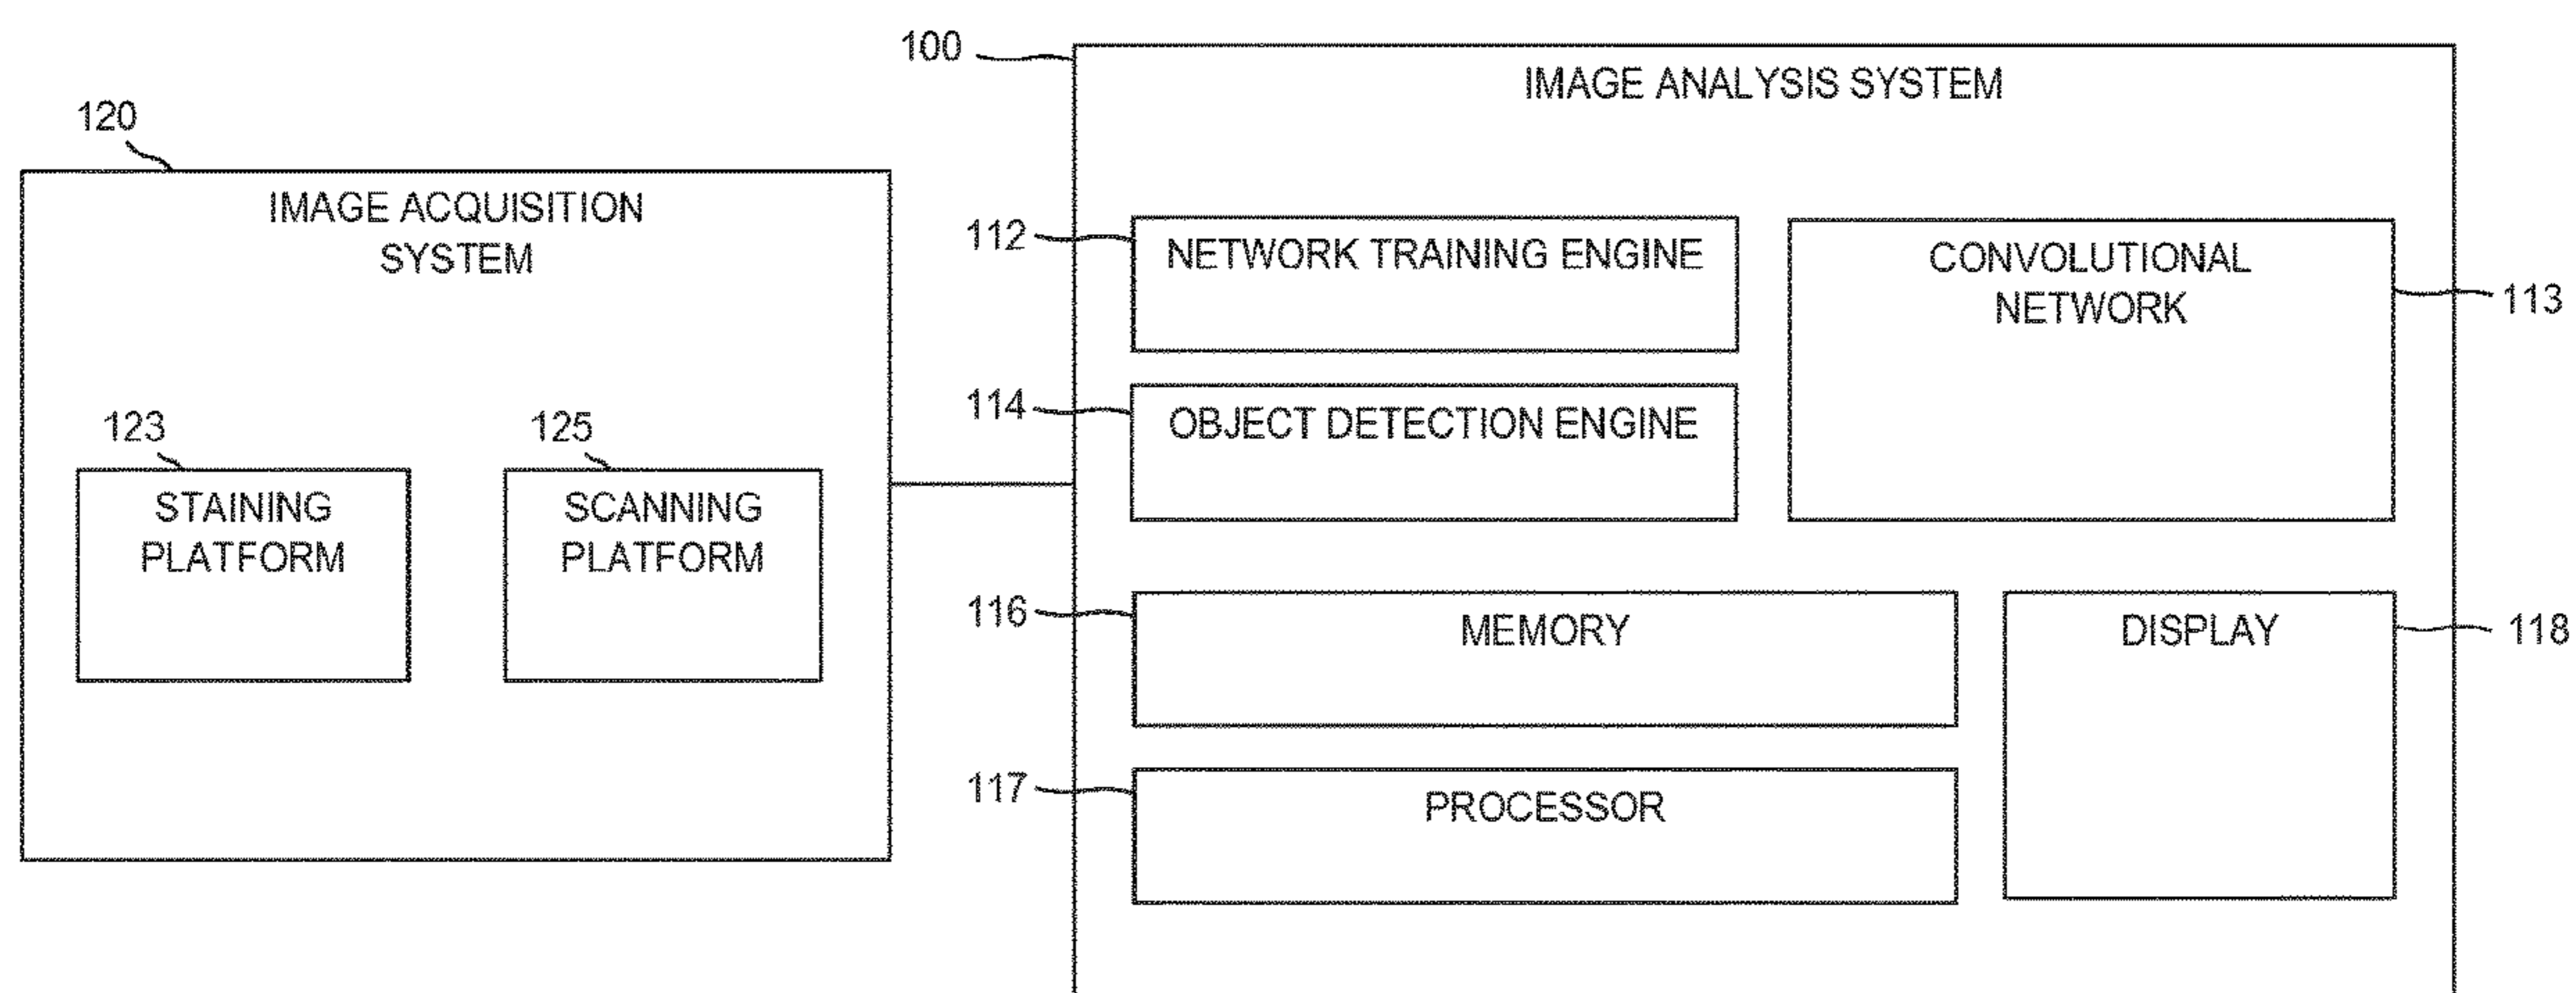 120
IMAGE ACQUISITION
SYSTEM
123
STAINING
PLATFORM
125
SCANNING
PLATFORM
100
IMAGE ANALYSIS SYSTEM
112
NETWORK TRAINING ENGINE
CONVOLUTIONAL
NETWORK
113
114
OBJECT DETECTION ENGINE
116
MEMORY
DISPLAY
118
117
PROCESSOR